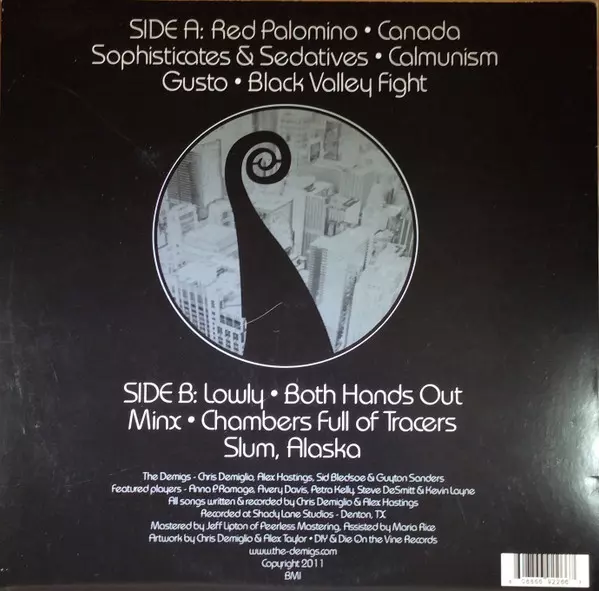 SIDE A: Red Palomino • Canada
Sophisticates & Sedatives • Calmunism
Gusto • Black Valley Fight
SIDE B: Lowly • Both Hands Out
Minx • Chambers Full of Tracers
Slum, Alaska
The Demigs - Chris Demiglio, Alex Hastings, Sid Bledsoe & Guyton Sanders
Featured players - Anna P Ramage, Avery Davis, Petra Kelly, Steve DeSmitt & Kevin Layne
All songs written & recorded by Chris Demiglio & Alex Hastings
Recorded at Shady Lane Studios - Denton, TX
Mastered by Jeff Lipton of Peerless Mastering, Assisted by Maria Rice
Artwork by Chris Demiglio & Alex Taylor • DIY & Die On the Vine Records
www.the-demigs.com
Copyright 2011
BMI